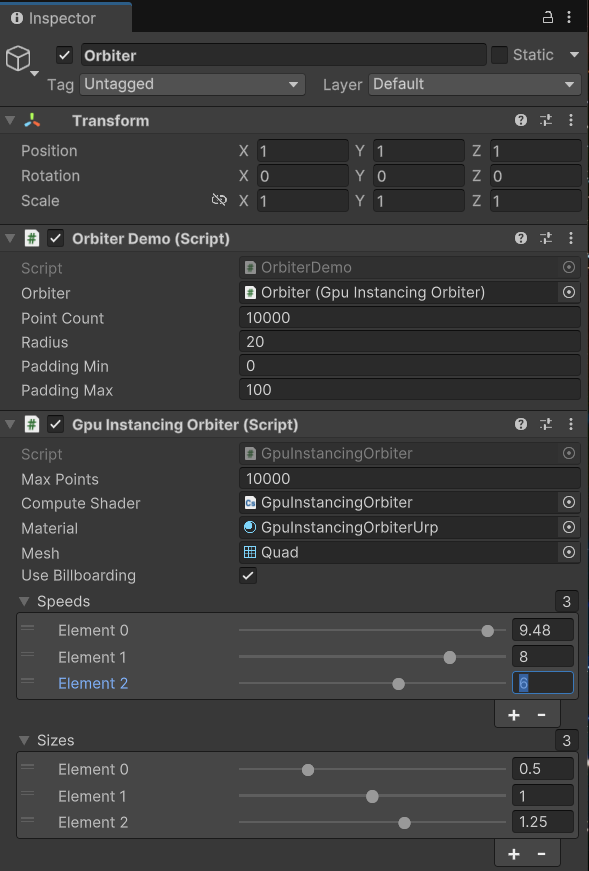 Inspector
Orbiter Static
Tag Untagged Layer Default
Transform
Position X 1 Y 1 Z 1
Rotation X 0 Y 0 Z 0
Scale X 1 Y 1 Z 1
# Orbiter Demo (Script)
Script # OrbiterDemo
Orbiter # Orbiter (Gpu Instancing Orbiter)
Point Count 10000
Radius 20
Padding Min 0
Padding Max 100
# Gpu Instancing Orbiter (Script)
Script # GpuInstancingOrbiter
Max Points 10000
Compute Shader Cs GpuInstancingOrbiter
Material GpuInstancingOrbiterUrp
Mesh Quad
Use Billboarding
Speeds 3
Element 0 9.48
Element 1 8
Element 2 6
+ -
Sizes 3
Element 0 0.5
Element 1 1
Element 2 1.25
+ -